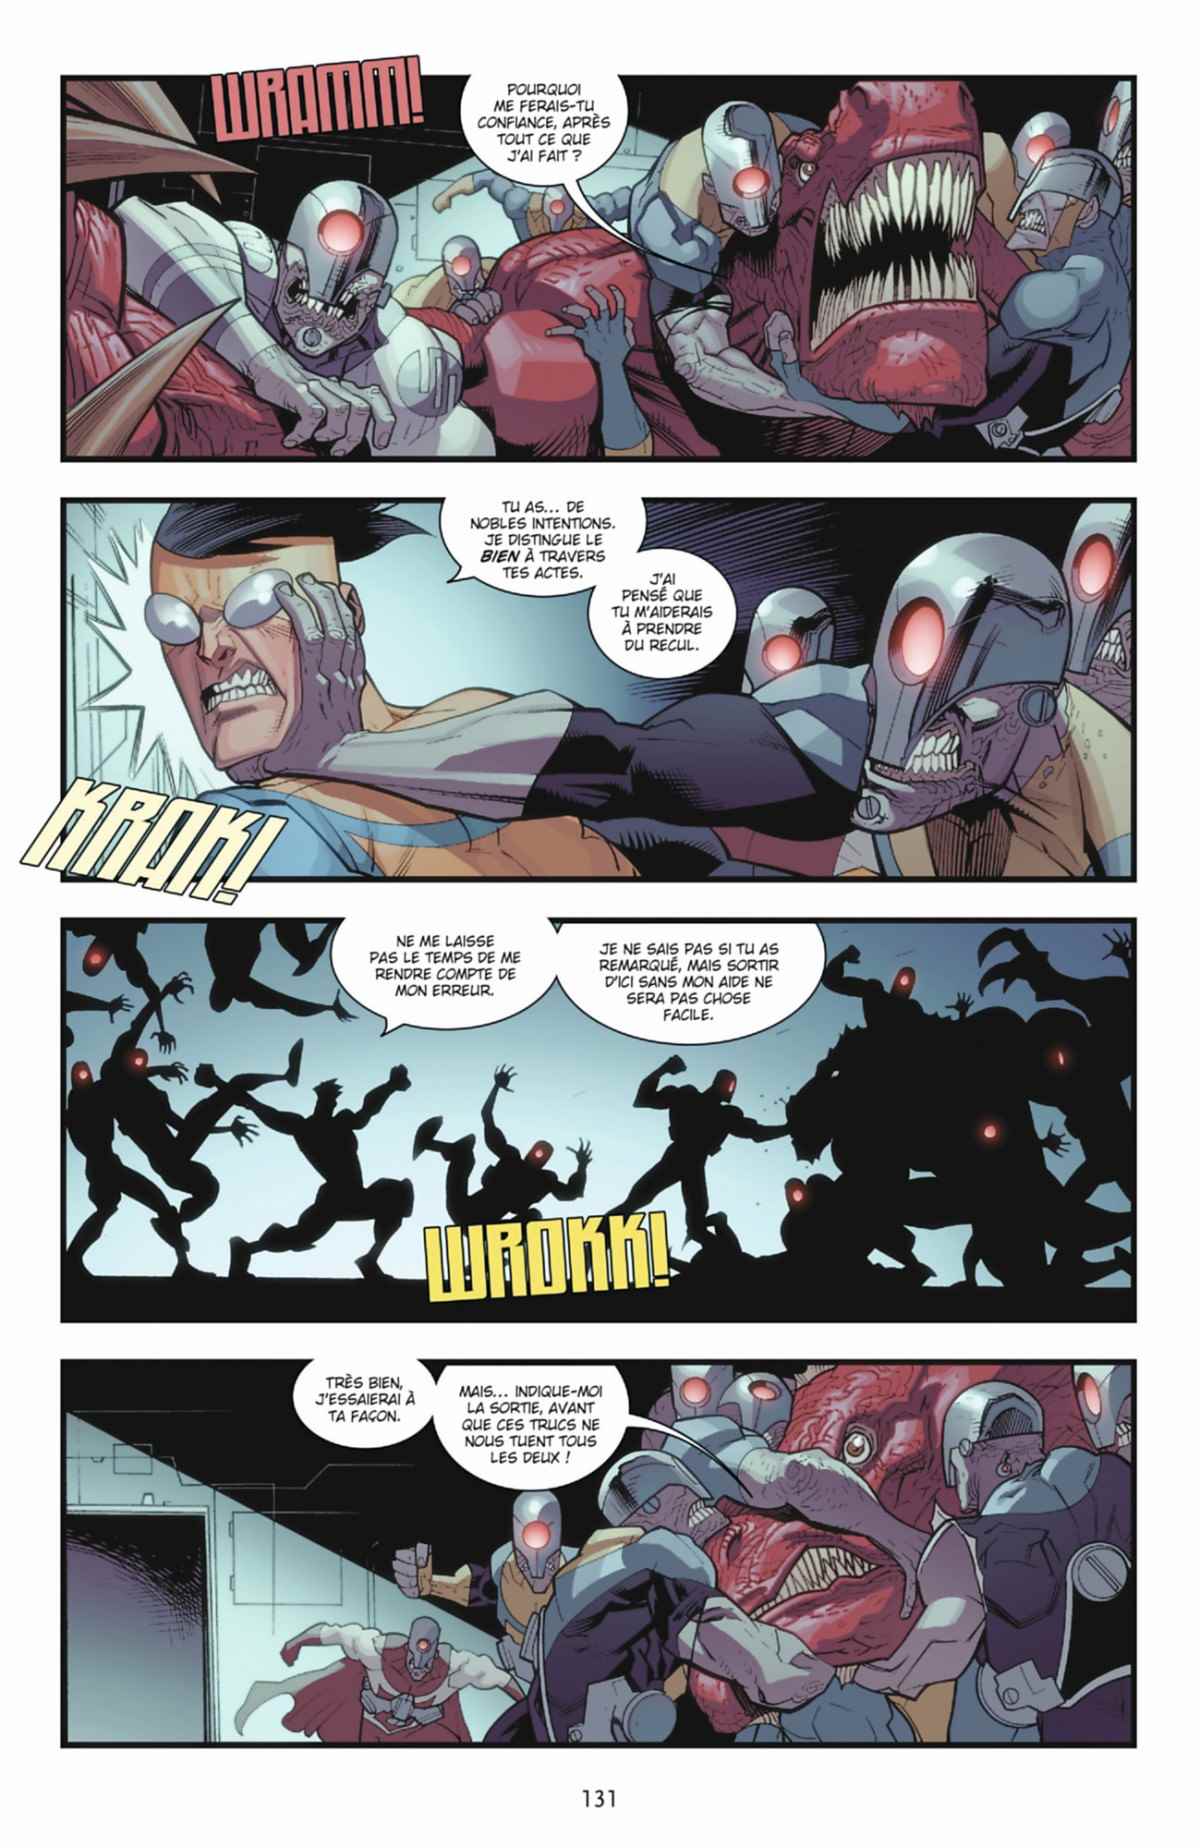 WRAMM!
POURQUOI
ME FERAIS-TU
CONFIANCE, APRÈS
TOUT CE QUE
J'AI FAIT ?
TU AS... DE
NOBLES INTENTIONS.
JE DISTINGUE LE
BIEN À TRAVERS
TES ACTES.
J'AI
PENSÉ QUE
TU M'AIDERAIS
À PRENDRE
DU RECUL.
KRAK!
NE ME LAISSE
PAS LE TEMPS DE ME
RENDRE COMPTE DE
MON ERREUR.
JE NE SAIS PAS SI TU AS
REMARQUÉ, MAIS SORTIR
D'ICI SANS MON AIDE NE
SERA PAS CHOSE
FACILE.
WROKK!
TRÈS BIEN,
J'ESSAIERAI À
TA FAÇON.
MAIS... INDIQUE-MOI
LA SORTIE, AVANT
QUE CES TRUCS NE
NOUS TUENT TOUS
LES DEUX !
131